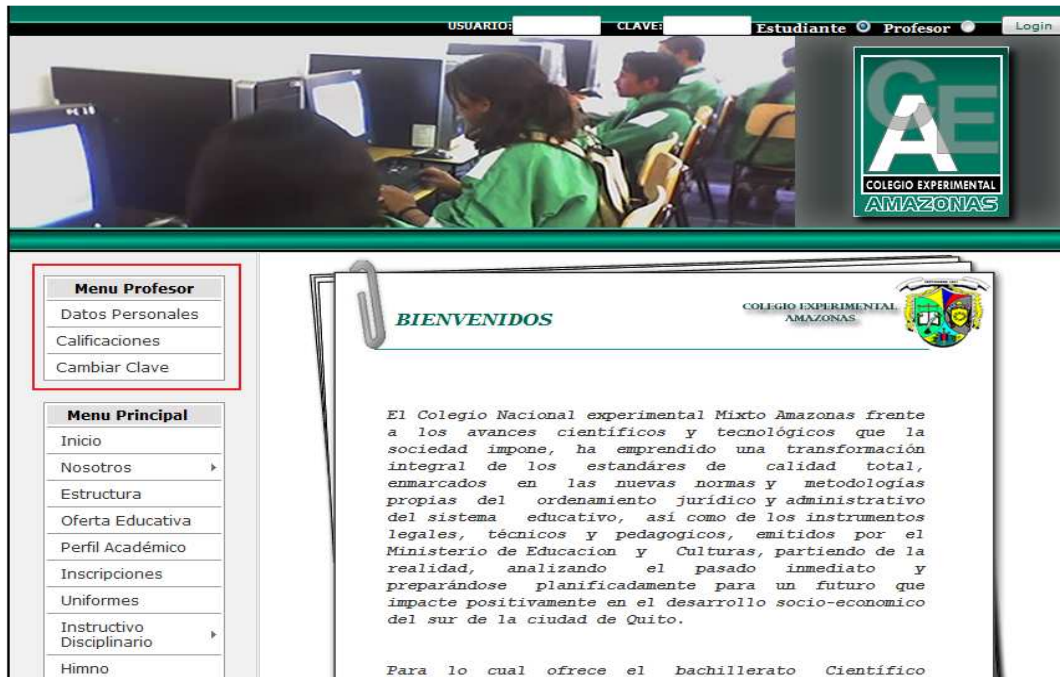 USUARIO: CLAVE: Estudiante Profesor Login
PC 18
CAE
COLEGIO EXPERIMENTAL
AMAZONAS
Menu Profesor
Datos Personales
Calificaciones
Cambiar Clave
Menu Principal
Inicio
Nosotros
Estructura
Oferta Educativa
Perfil Académico
Inscripciones
Uniformes
Instructivo
Disciplinario
Himno
BIENVENIDOS
COLEGIO EXPERIMENTAL
AMAZONAS
El Colegio Nacional experimental Mixto Amazonas frente
a los avances científicos y tecnológicos que la
sociedad impone, ha emprendido una transformación
integral de los estandáres de calidad total,
enmarcados en las nuevas normas y metodologías
propias del ordenamiento jurídico y administrativo
del sistema educativo, así como de los instrumentos
legales, técnicos y pedagogicos, emitidos por el
Ministerio de Educacion y Culturas, partiendo de la
realidad, analizando el pasado inmediato y
preparándose planificadamente para un futuro que
impacte positivamente en el desarrollo socio-economico
del sur de la ciudad de Quito.
Para lo cual ofrece el bachillerato Científico